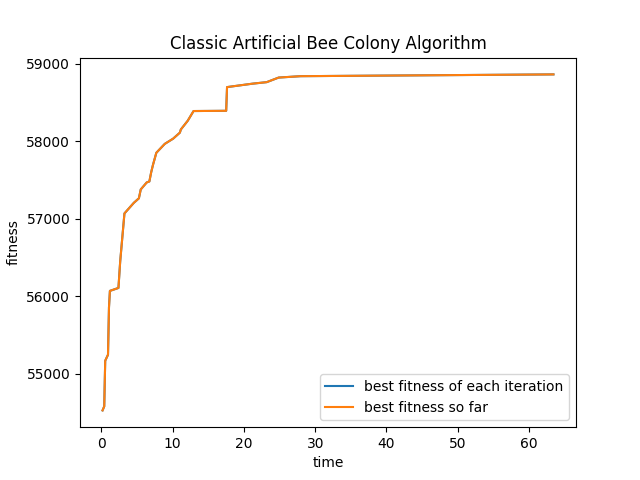 Classic Artificial Bee Colony Algorithm
59000
58000
57000
56000
55000
fitness
0 10 20 30 40 50 60
time
best fitness of each iteration
best fitness so far